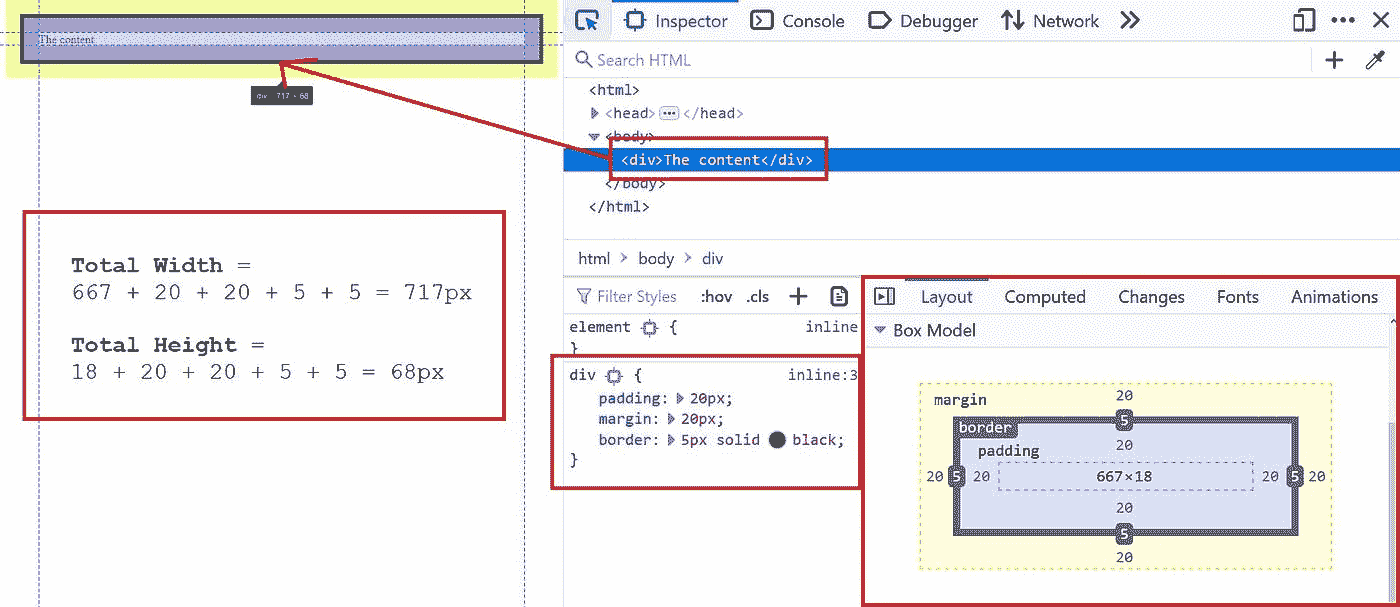 The content
div 717 × 68
Total Width =
667 + 20 + 20 + 5 + 5 = 717px
Total Height =
18 + 20 + 20 + 5 + 5 = 68px
Inspector Console Debugger Network
Search HTML
<html>
<head> ••• </head>
<body>
<div>The content</div>
</body>
</html>
html > body > div
Filter Styles :hov .cls +
element { inline
}
div { inline:3
padding: 20px;
margin: 20px;
border: 5px solid black;
}
Layout Computed Changes Fonts Animations
Box Model
margin 20
5
border
20
padding
20 5 20 667×18 20 5 20
20
5
20